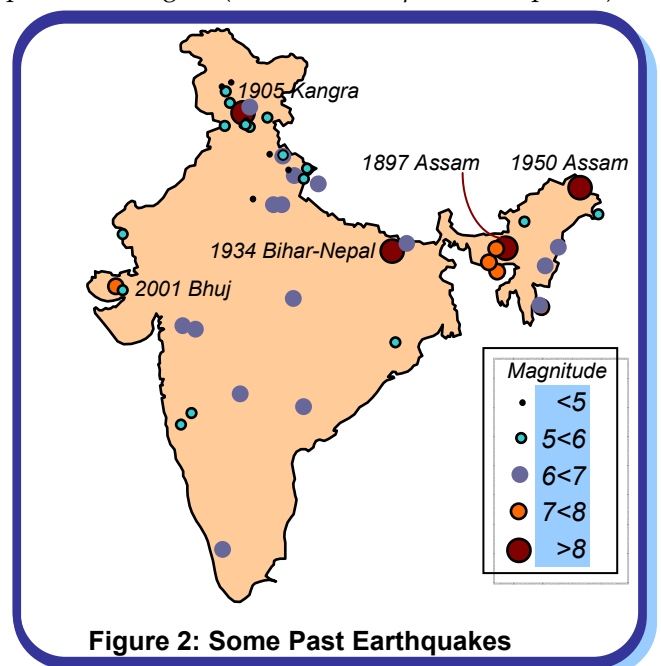 1905 Kangra
1897 Assam
1950 Assam
1934 Bihar-Nepal
2001 Bhuj
Magnitude
<5
5<6
6<7
7<8
>8
Figure 2: Some Past Earthquakes